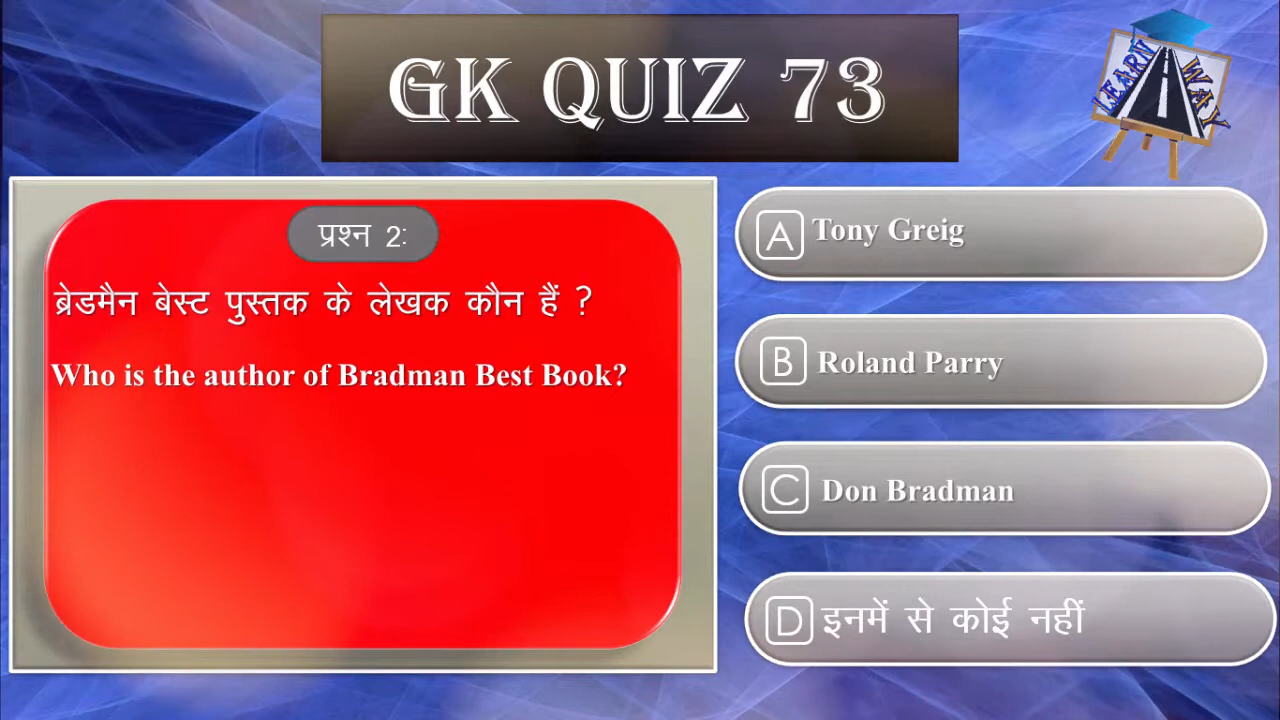 GK QUIZ 73
LEARN WAY
प्रश्न 2:
ब्रेडमैन बेस्ट पुस्तक के लेखक कौन हैं ?
Who is the author of Bradman Best Book?
A Tony Greig
B Roland Parry
C Don Bradman
D इनमें से कोई नहीं